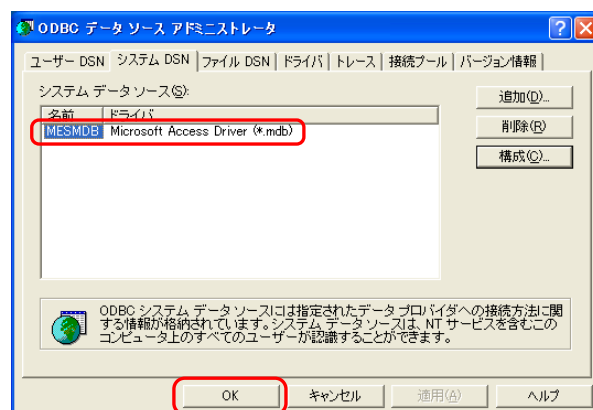 ODBC データ ソース アドミニストレータ
ユーザー DSN システム DSN ファイル DSN ドライバ トレース 接続プール バージョン情報
システム データ ソース(S):
追加(D)...
名前 ドライバ
MESMDB Microsoft Access Driver (*.mdb)
削除(R)
構成(C)...
ODBC システム データ ソースには指定されたデータ プロバイダへの接続方法に関
する情報が格納されています。システム データ ソースは、NT サービスを含むこの
コンピュータ上のすべてのユーザーが認識することができます。
OK キャンセル 適用(A) ヘルプ